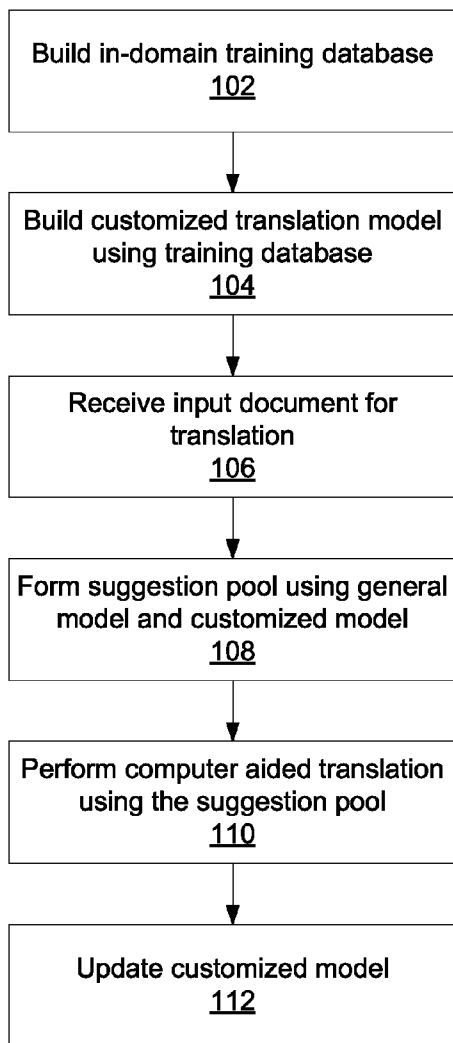 Build in-domain training database
102
Build customized translation model
using training database
104
Receive input document for
translation
106
Form suggestion pool using general
model and customized model
108
Perform computer aided translation
using the suggestion pool
110
Update customized model
112